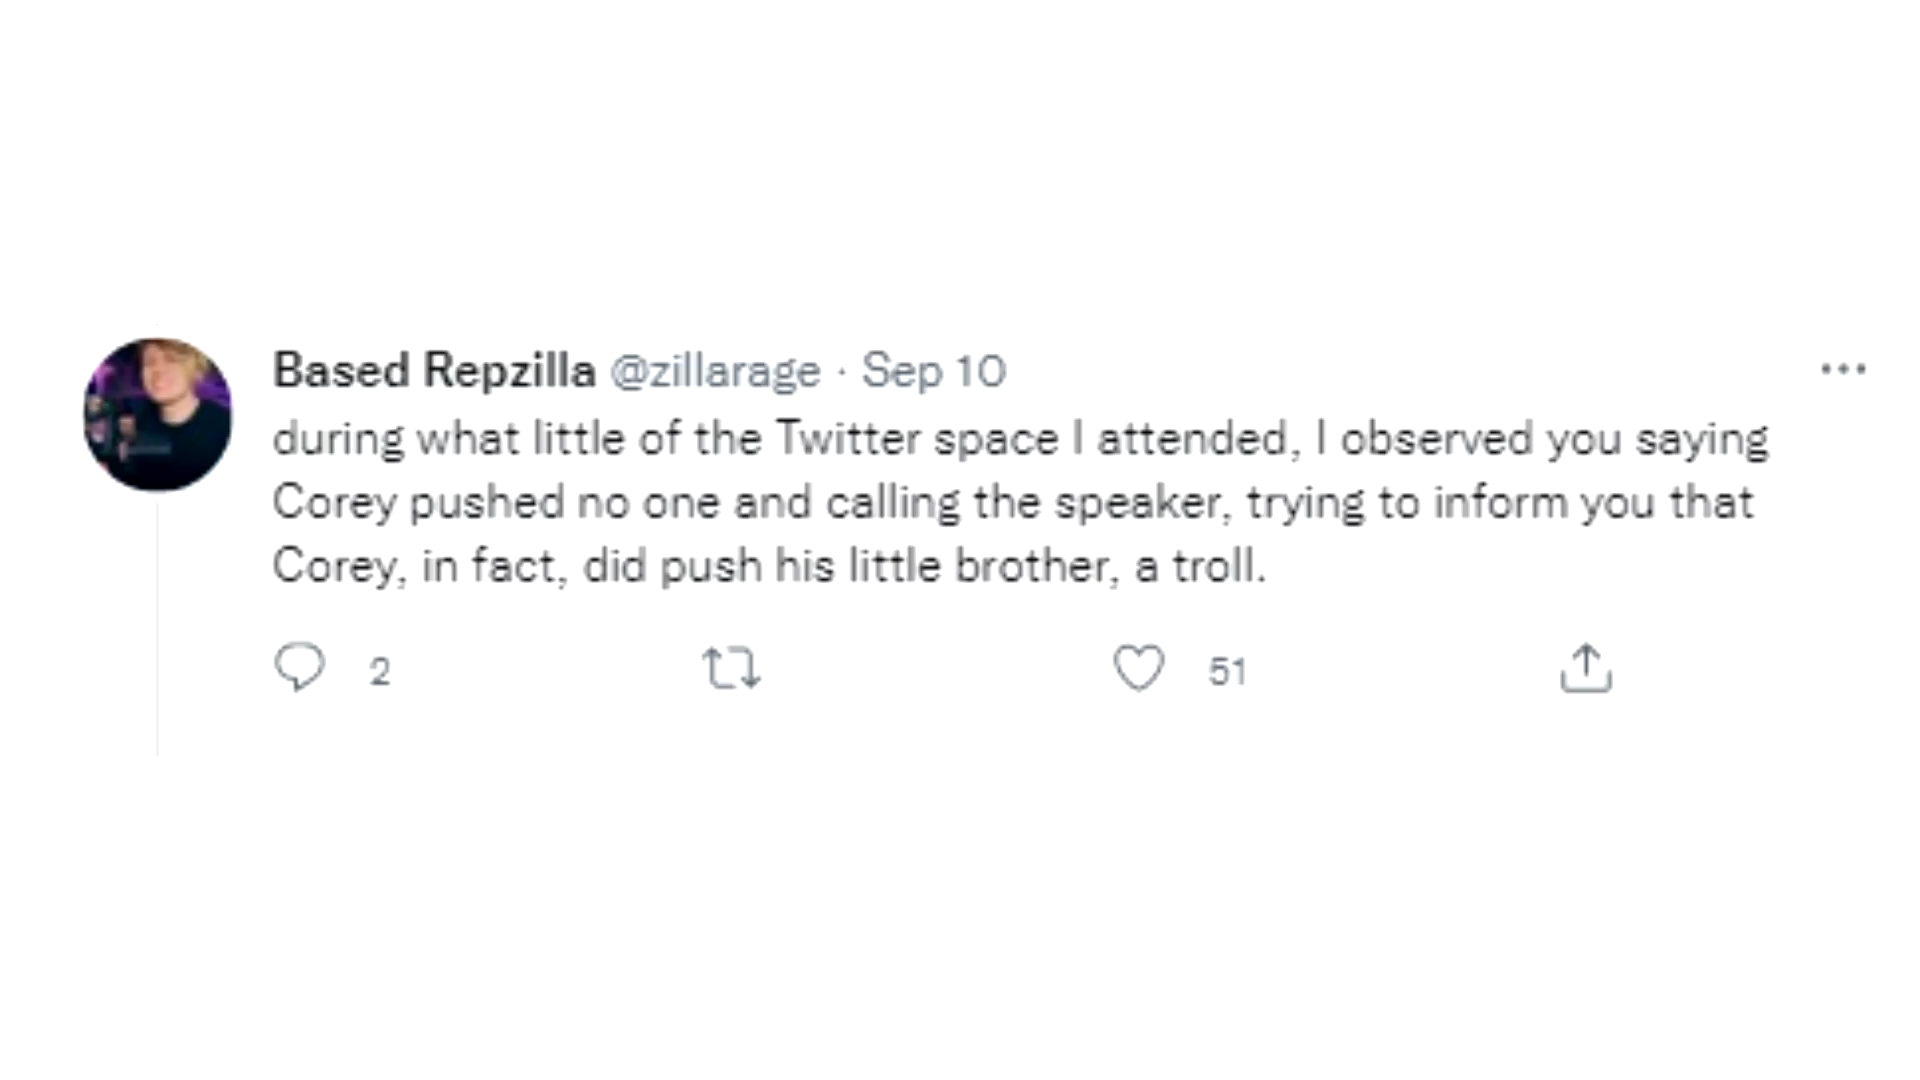 Based Repzilla @zillarage · Sep 10
during what little of the Twitter space I attended, I observed you saying
Corey pushed no one and calling the speaker, trying to inform you that
Corey, in fact, did push his little brother, a troll.
2 51